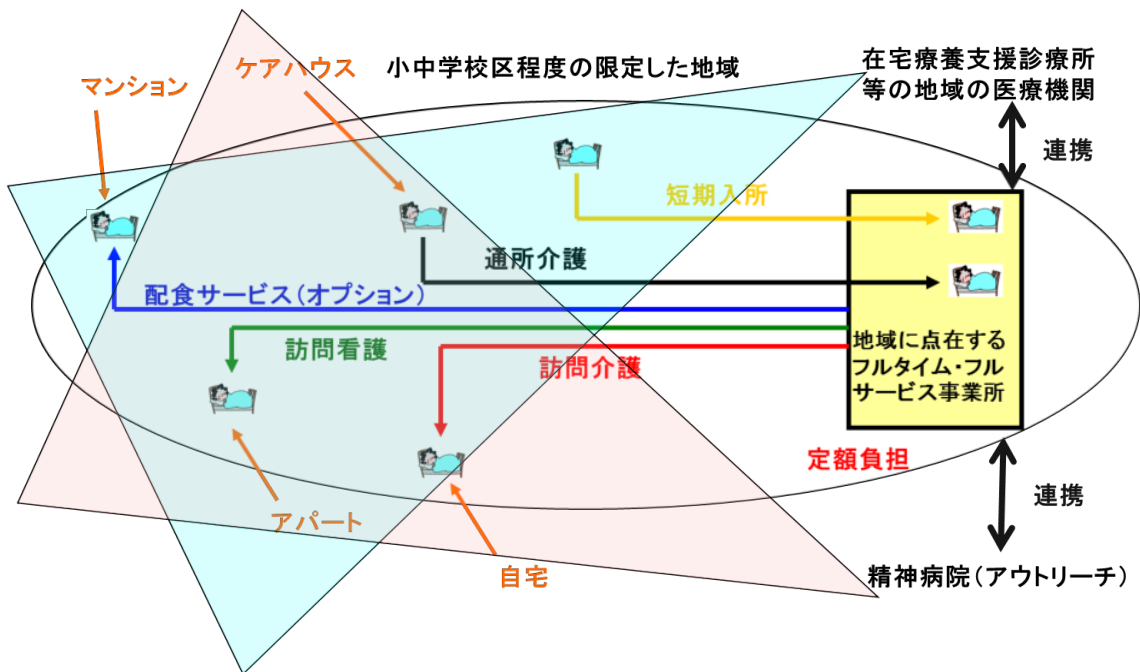 ケアハウス
小中学校区程度の限定した地域
在宅療養支援診療所
等の地域の医療機関
マンション
連携
短期入所
通所介護
配食サービス(オプション)
訪問看護
訪問介護
地域に点在する
フルタイム・フル
サービス事業所
定額負担
連携
アパート
自宅
精神病院(アウトリーチ)